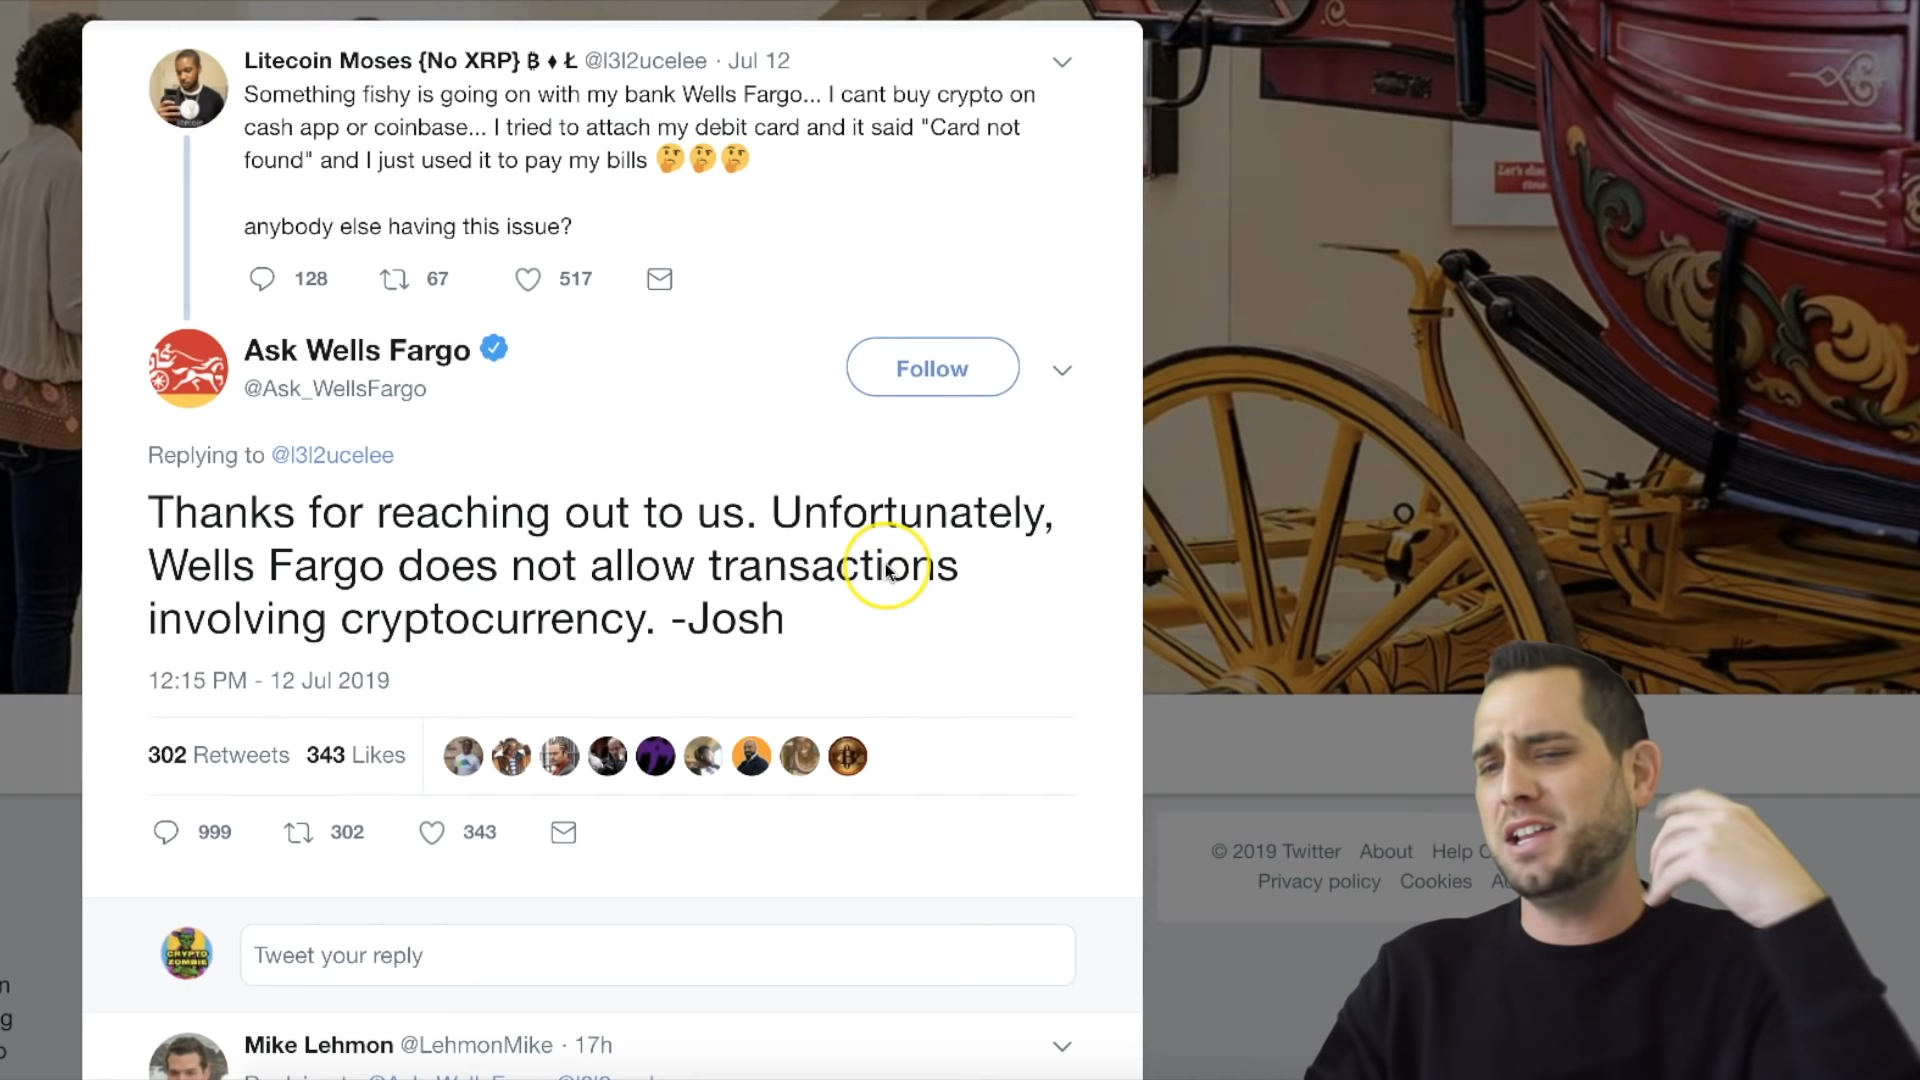 Litecoin Moses {No XRP} ₿ ♦ Ł @l3l2ucelee · Jul 12
Something fishy is going on with my bank Wells Fargo... I cant buy crypto on
cash app or coinbase... I tried to attach my debit card and it said "Card not
found" and I just used it to pay my bills 🤔🤔🤔
anybody else having this issue?
128 67 517
Ask Wells Fargo
@Ask_WellsFargo
Follow
Replying to @l3l2ucelee
Thanks for reaching out to us. Unfortunately,
Wells Fargo does not allow transactions
involving cryptocurrency. -Josh
12:15 PM - 12 Jul 2019
302 Retweets 343 Likes
999 302 343
CRYPTO
ZOMBIE
Tweet your reply
Mike Lehmon @LehmonMike · 17h
Let's
© 2019 Twitter About Help
Privacy policy Cookies